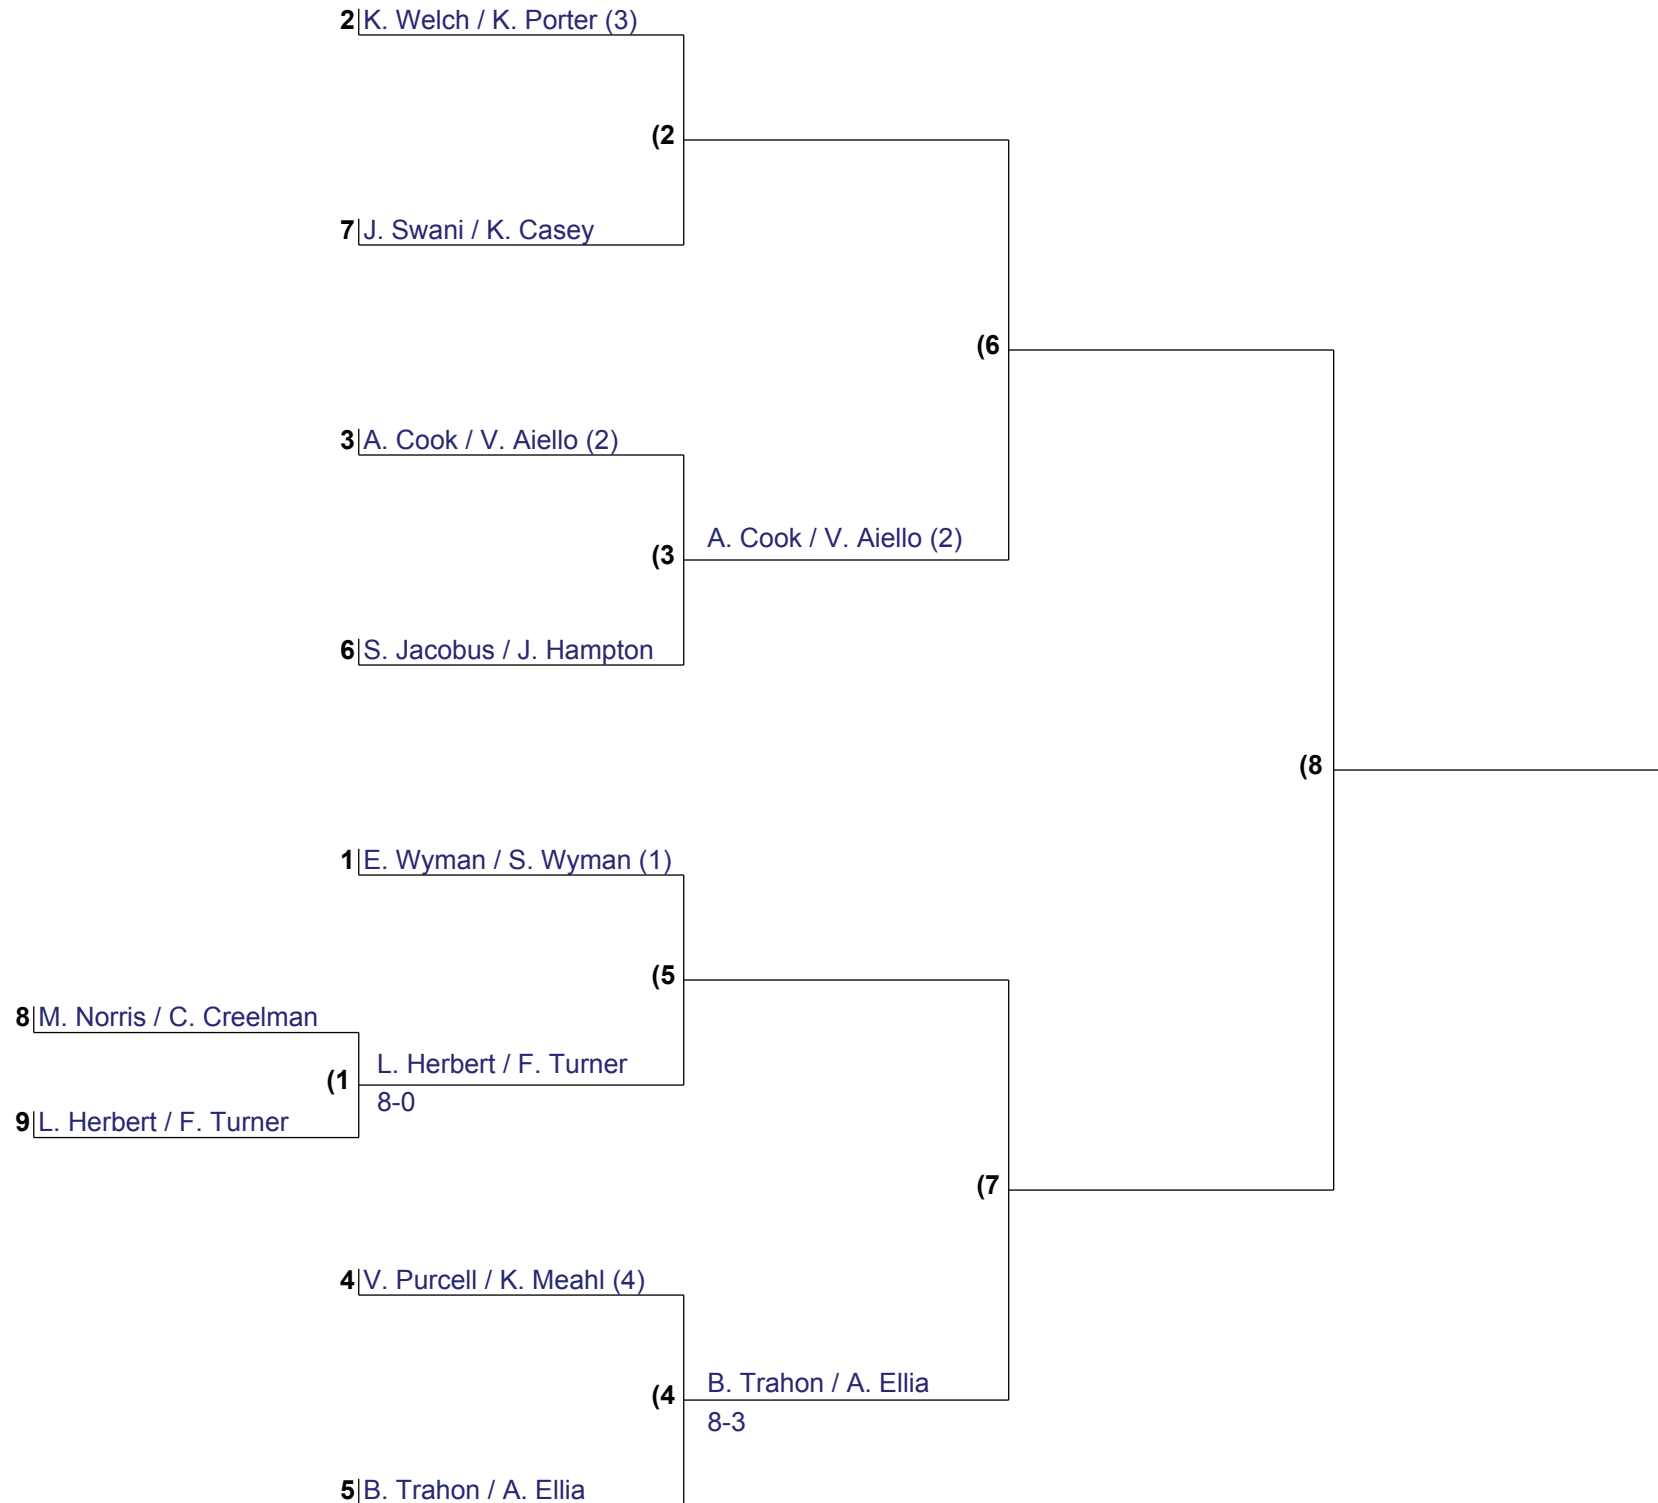 2 K. Welch / K. Porter (3)
(2
7 J. Swani / K. Casey
(6
3 A. Cook / V. Aiello (2)
A. Cook / V. Aiello (2)
(3
6 S. Jacobus / J. Hampton
(8
1 E. Wyman / S. Wyman (1)
(5
8 M. Norris / C. Creelman
L. Herbert / F. Turner
(1
8-0
9 L. Herbert / F. Turner
(7
4 V. Purcell / K. Meahl (4)
B. Trahon / A. Ellia
(4
8-3
5 B. Trahon / A. Ellia